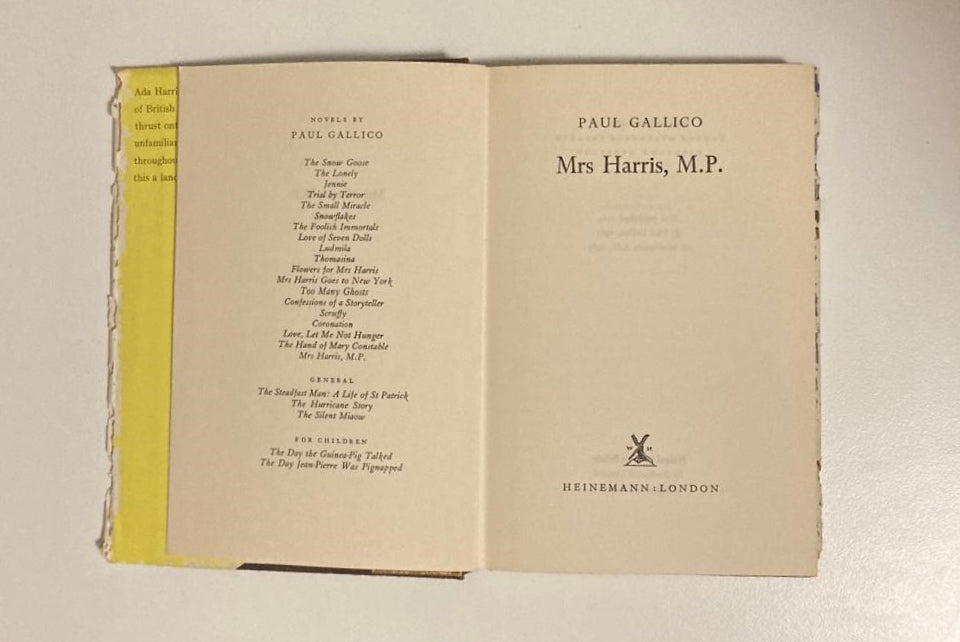 Ada Harri
of British
thrust ont
unfamilia
throughou
this a lanc
NOVELS BY
PAUL GALLICO
The Snow Goose
The Lonely
Jennie
Trial by Terror
The Small Miracle
Snowflakes
The Foolish Immortals
Love of Seven Dolls
Ludmila
Thomasina
Flowers for Mrs Harris
Mrs Harris Goes to New York
Too Many Ghosts
Confessions of a Storyteller
Scruffy
Coronation
Love, Let Me Not Hunger
The Hand of Mary Constable
Mrs Harris, M.P.
GENERAL
The Steadfast Man: A Life of St Patrick
The Hurricane Story
The Silent Miaow
FOR CHILDREN
The Day the Guinea-Pig Talked
The Day Jean-Pierre Was Pignapped
PAUL GALLICO
Mrs Harris, M.P.
W H
HEINEMANN : LONDON